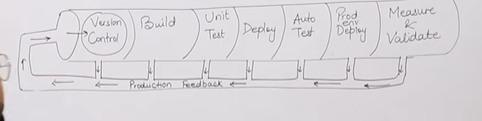 Version
Control
Build
Unit
Test
Deploy
Auto
Test
Prod
env
Deploy
Measure
&
Validate
Production Feedback